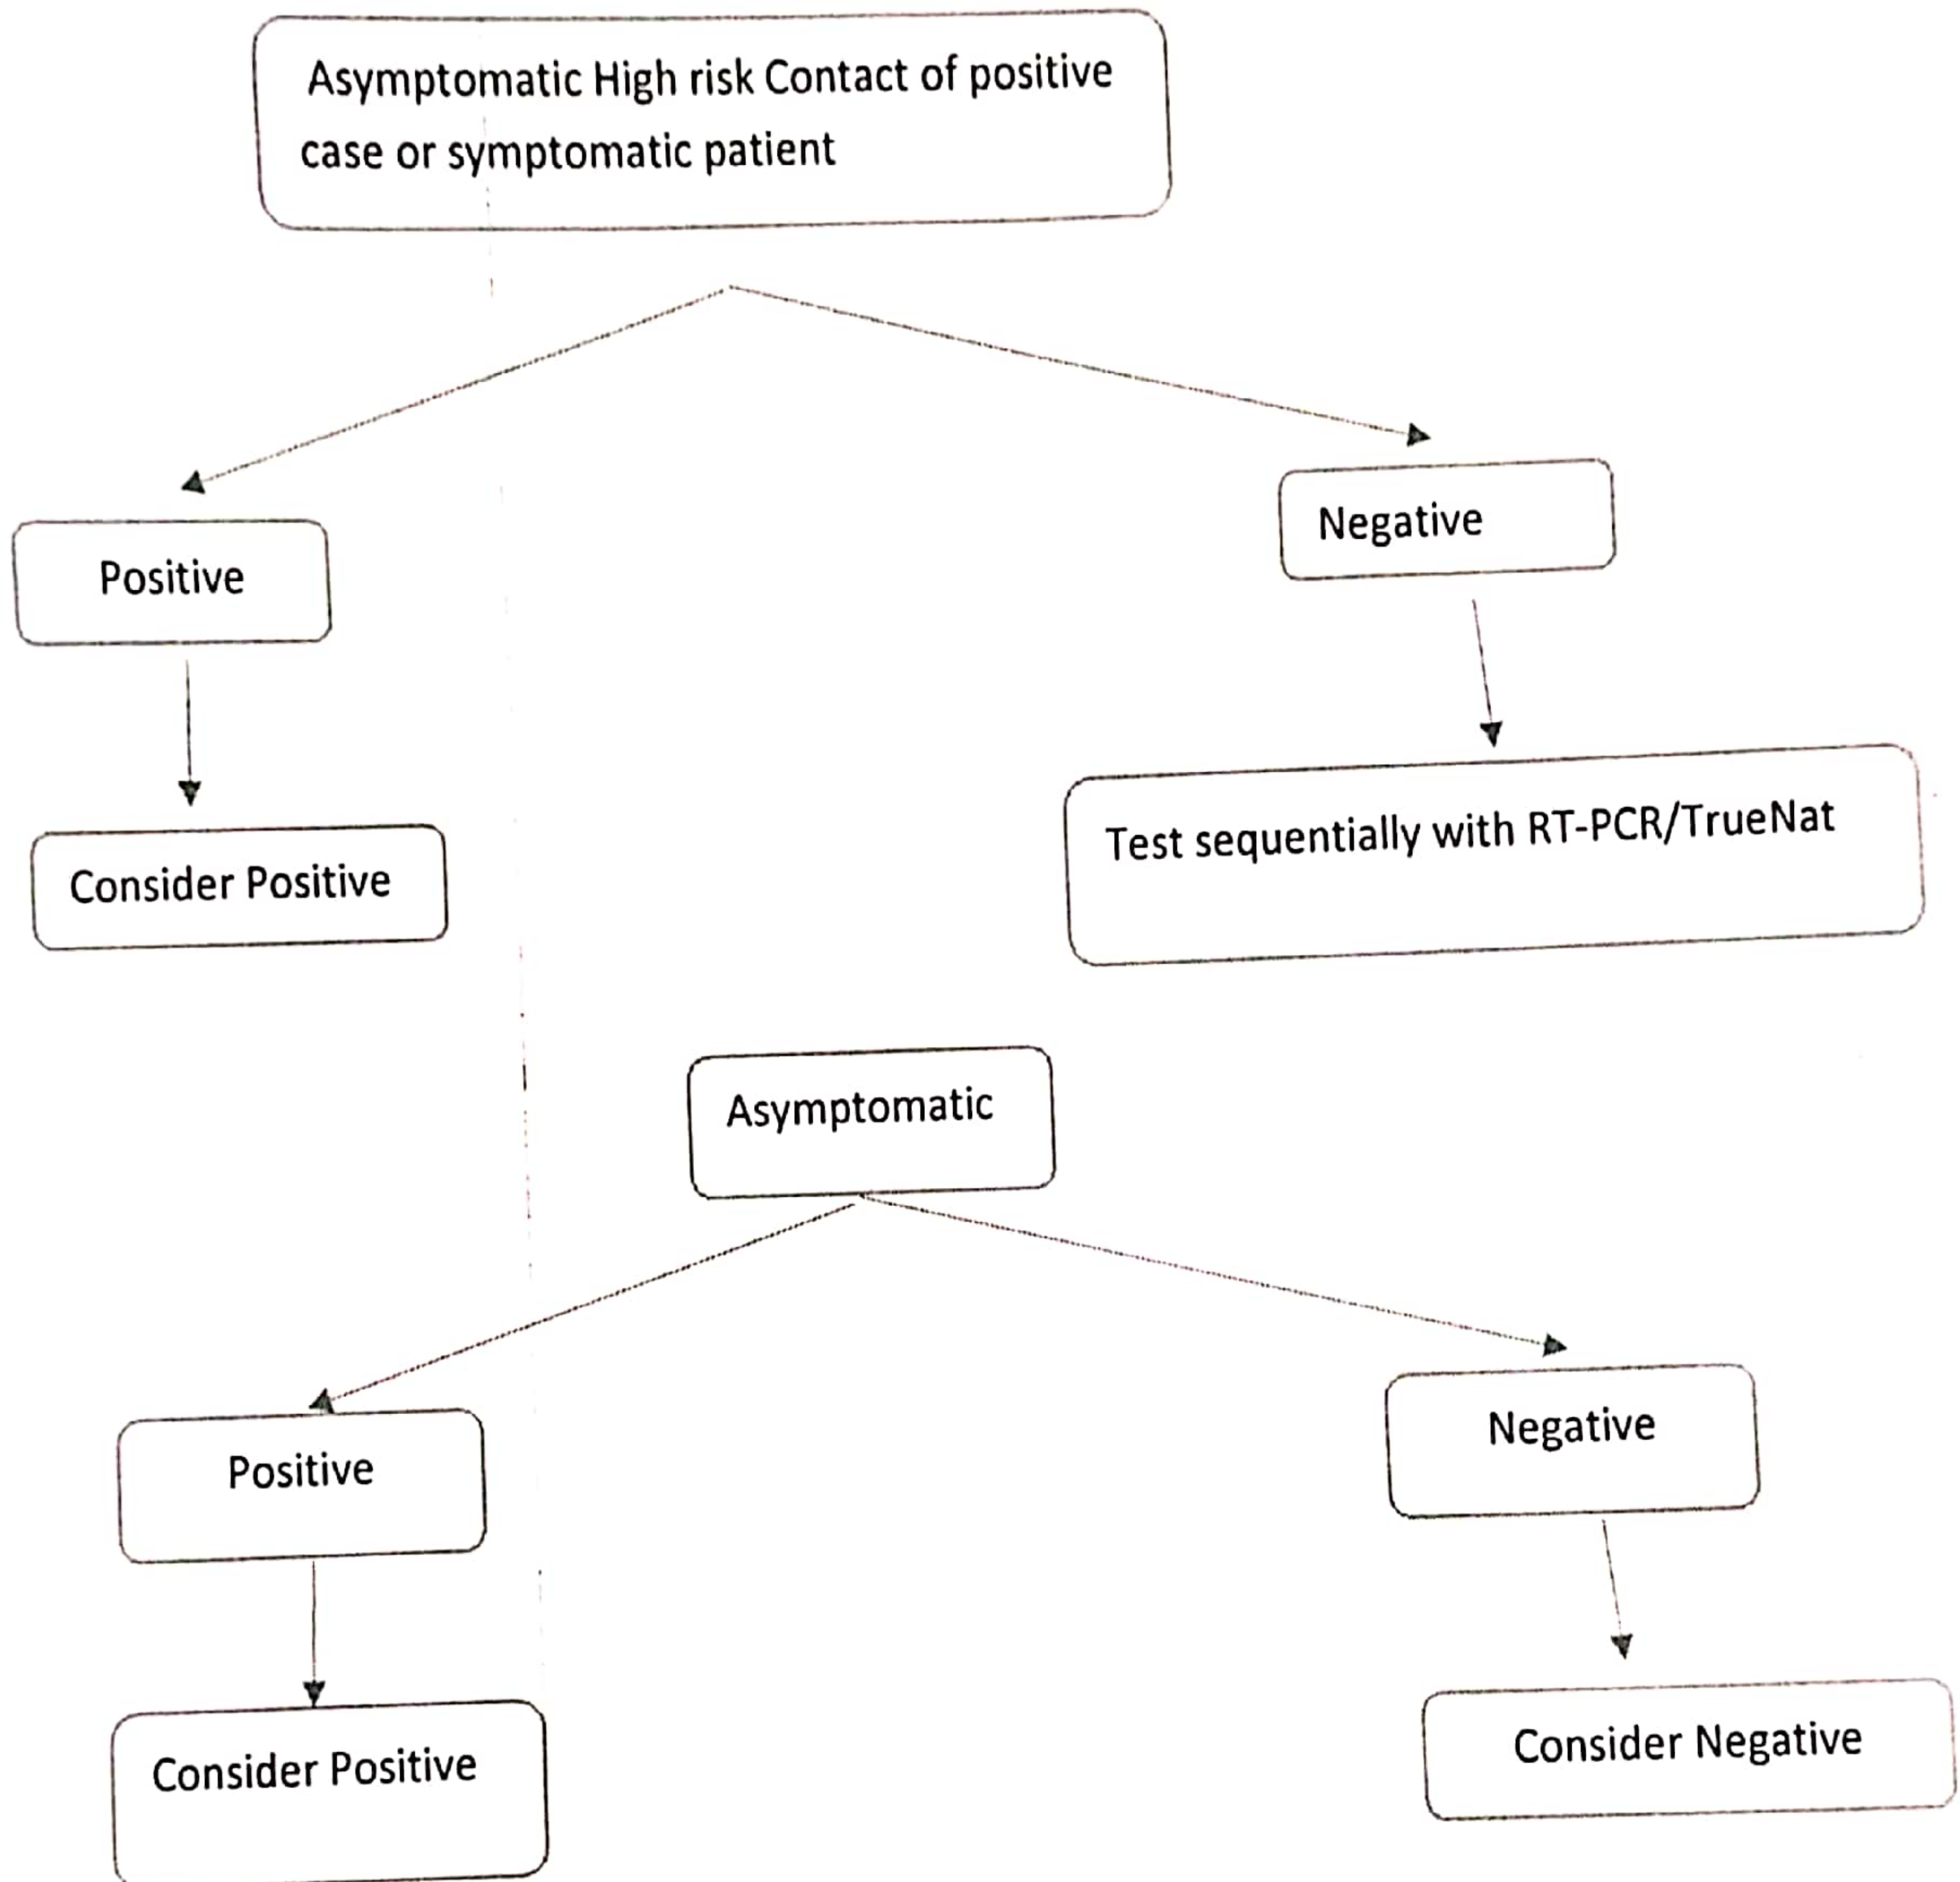 Asymptomatic High risk Contact of positive
case or symptomatic patient
Positive
Negative
Consider Positive
Test sequentially with RT-PCR/TrueNat
Asymptomatic
Positive
Negative
Consider Positive
Consider Negative